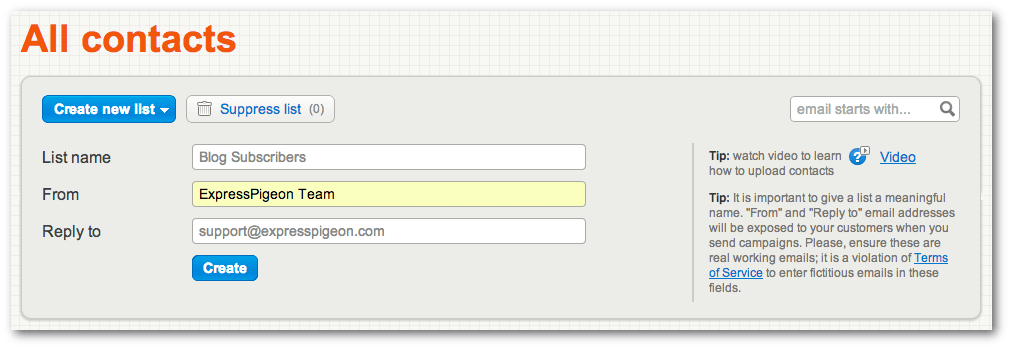 All contacts
Create new list
Suppress list (0)
email starts with...
List name
Blog Subscribers
From
ExpressPigeon Team
Reply to
support@expresspigeon.com
Create
Tip: watch video to learn
how to upload contacts
? Video
Tip: It is important to give a list a meaningful
name. "From" and "Reply to" email addresses
will be exposed to your customers when you
send campaigns. Please, ensure these are
real working emails; it is a violation of Terms
of Service to enter fictitious emails in these
fields.